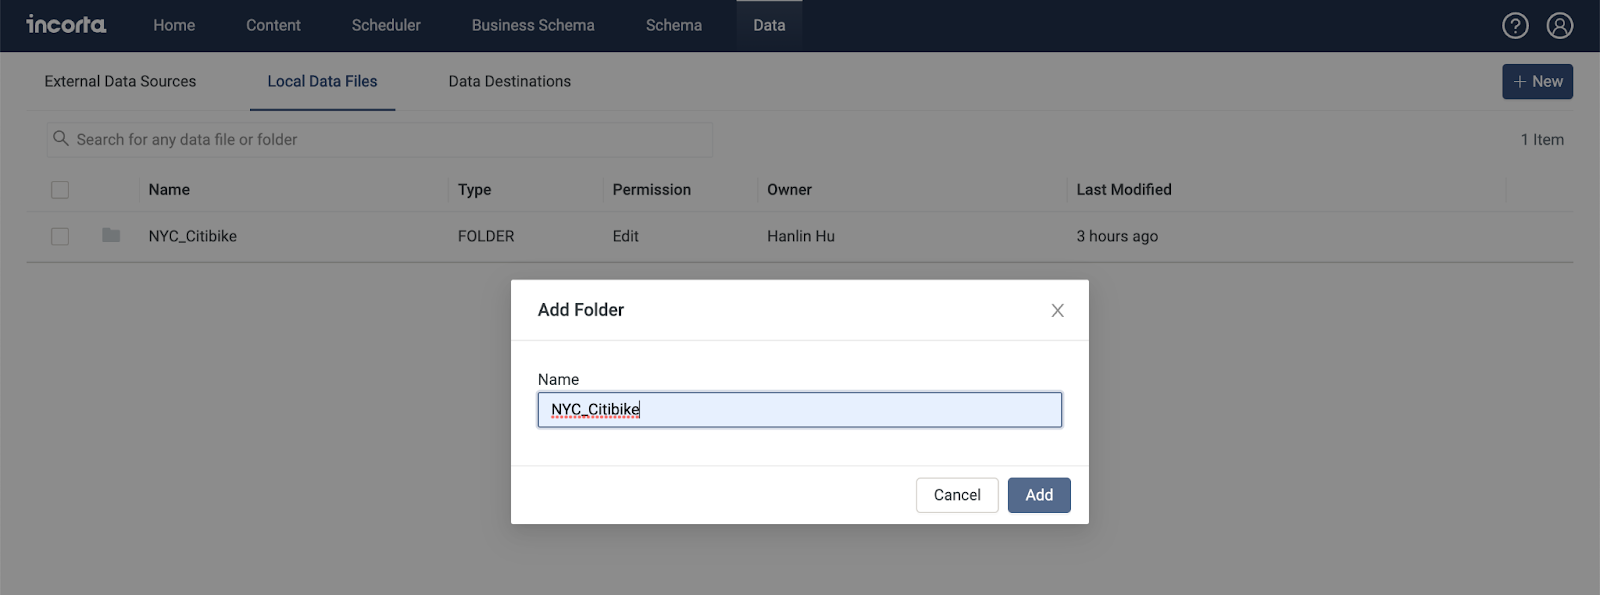 incorta Home Content Scheduler Business Schema Schema Data
External Data Sources Local Data Files Data Destinations + New
Search for any data file or folder 1 Item
Name Type Permission Owner Last Modified
NYC_Citibike FOLDER Edit Hanlin Hu 3 hours ago
Add Folder
Name
NYC_Citibike
Cancel Add